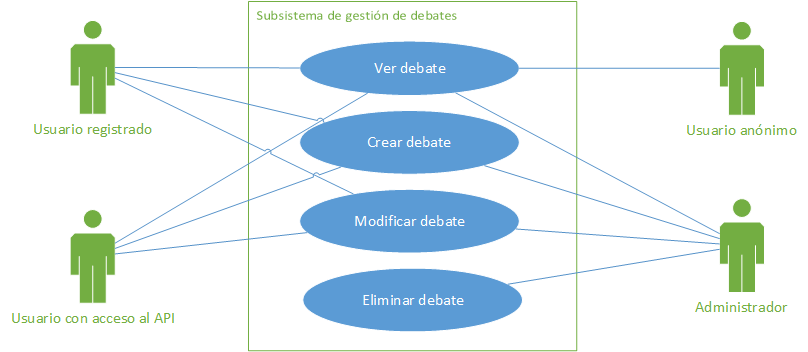 Subsistema de gestión de debates
Ver debate
Crear debate
Modificar debate
Eliminar debate
Usuario registrado
Usuario con acceso al API
Usuario anónimo
Administrador